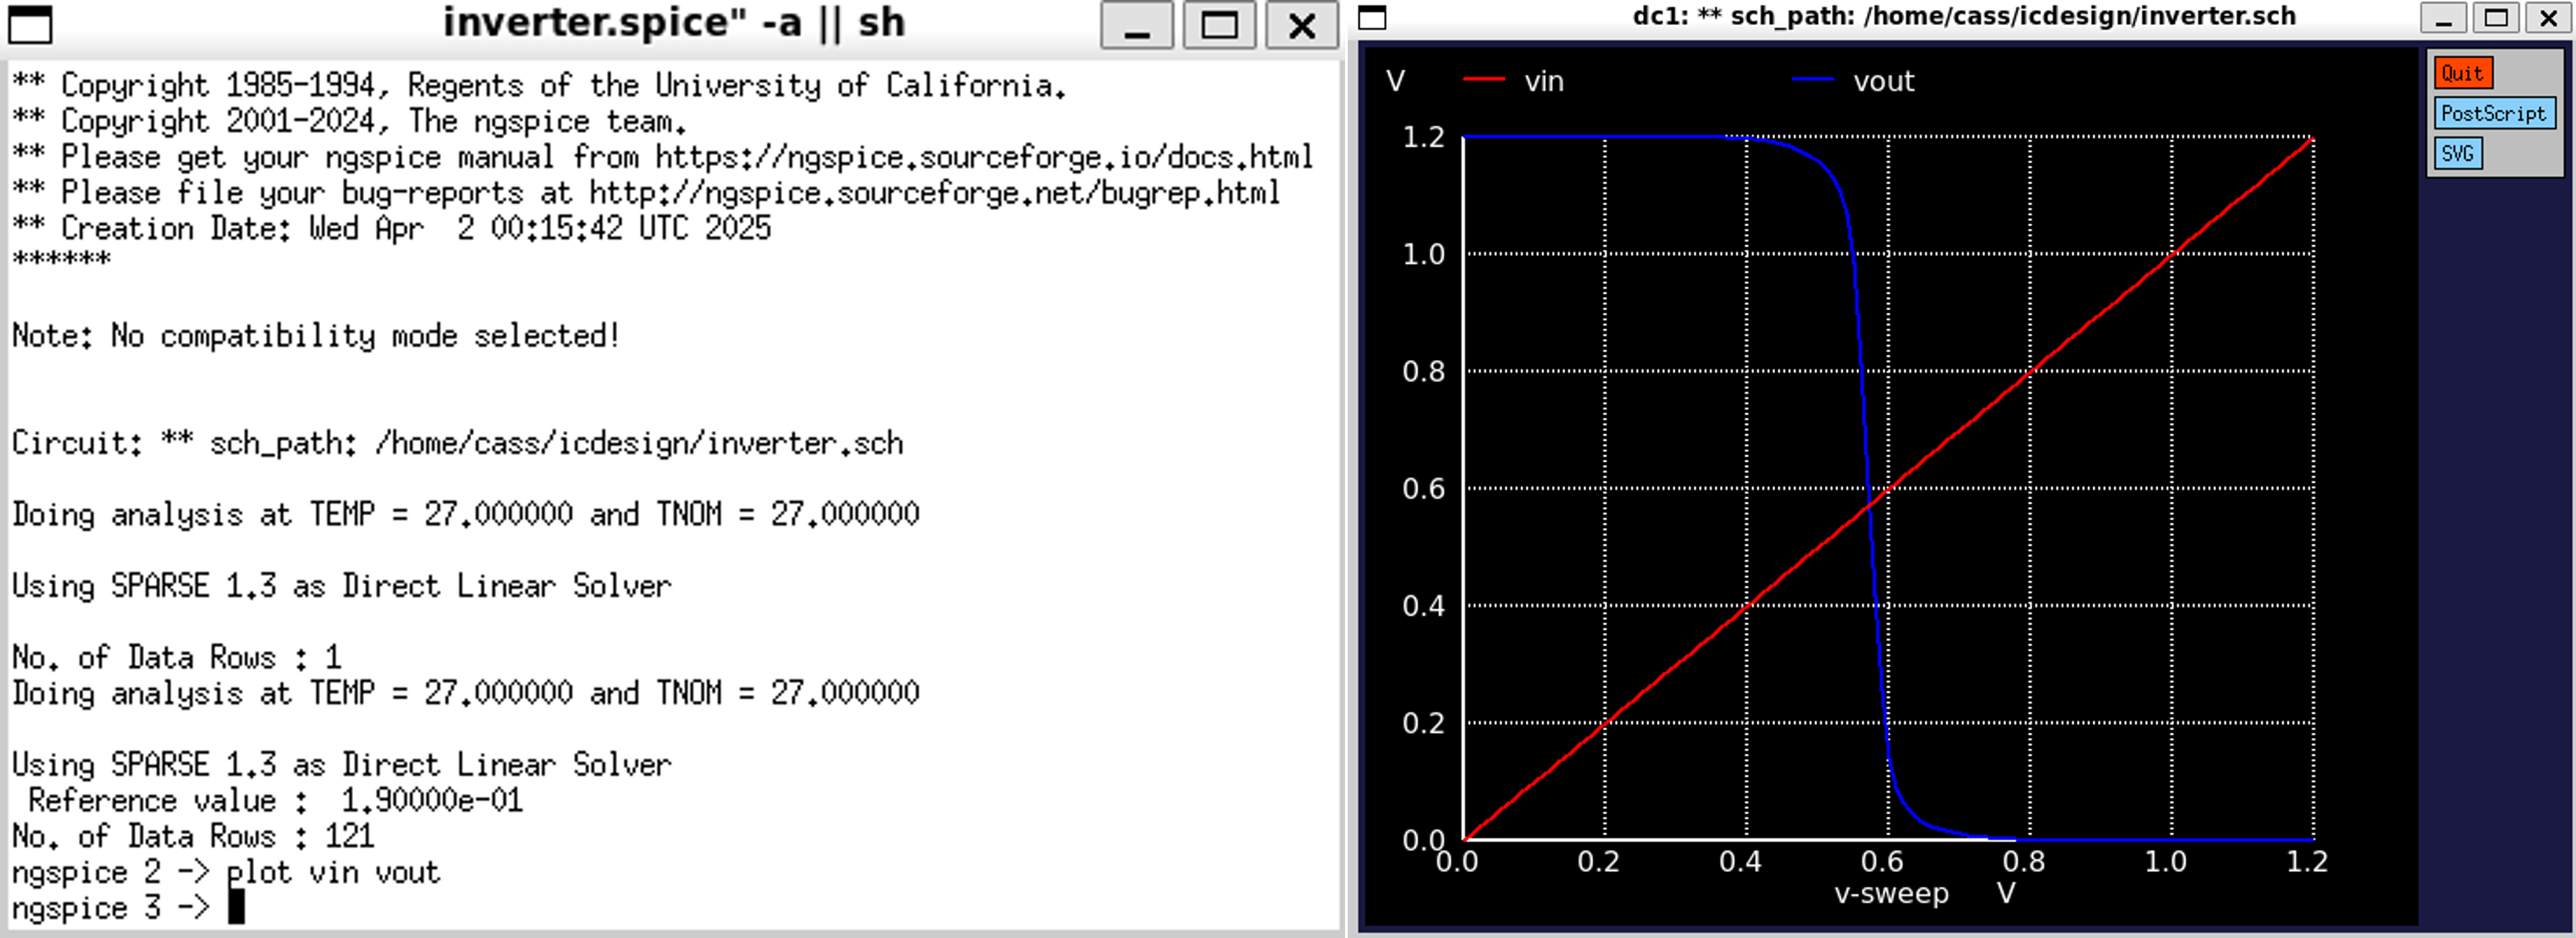 inverter.spice" -a || sh
** Copyright 1985-1994, Regents of the University of California.
** Copyright 2001-2024, The ngspice team.
** Please get your ngspice manual from https://ngspice.sourceforge.io/docs.html
** Please file your bug-reports at http://ngspice.sourceforge.net/bugrep.html
** Creation Date: Wed Apr  2 00:15:42 UTC 2025
******
Note: No compatibility mode selected!
Circuit: ** sch_path: /home/cass/icdesign/inverter.sch
Doing analysis at TEMP = 27.000000 and TNOM = 27.000000
Using SPARSE 1.3 as Direct Linear Solver
No. of Data Rows : 1
Doing analysis at TEMP = 27.000000 and TNOM = 27.000000
Using SPARSE 1.3 as Direct Linear Solver
 Reference value :  1.90000e-01
No. of Data Rows : 121
ngspice 2 -> plot vin vout
ngspice 3 ->
dc1: ** sch_path: /home/cass/icdesign/inverter.sch
V vin vout
Quit
PostScript
SVG
1.2
1.0
0.8
0.6
0.4
0.2
0.0
0.0 0.2 0.4 0.6 0.8 1.0 1.2
v-sweep V